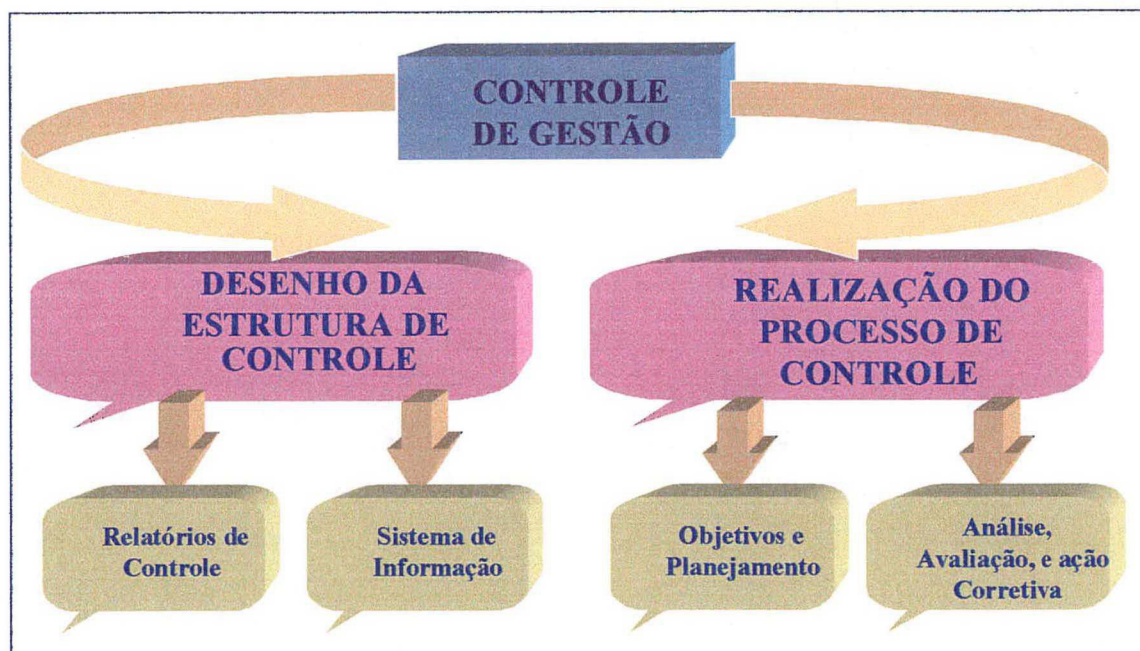 CONTROLE
DE GESTÃO
DESENHO DA
ESTRUTURA DE
CONTROLE
REALIZAÇÃO DO
PROCESSO DE
CONTROLE
Relatórios de
Controle
Sistema de
Informação
Objetivos e
Planejamento
Análise,
Avaliação, e ação
Corretiva